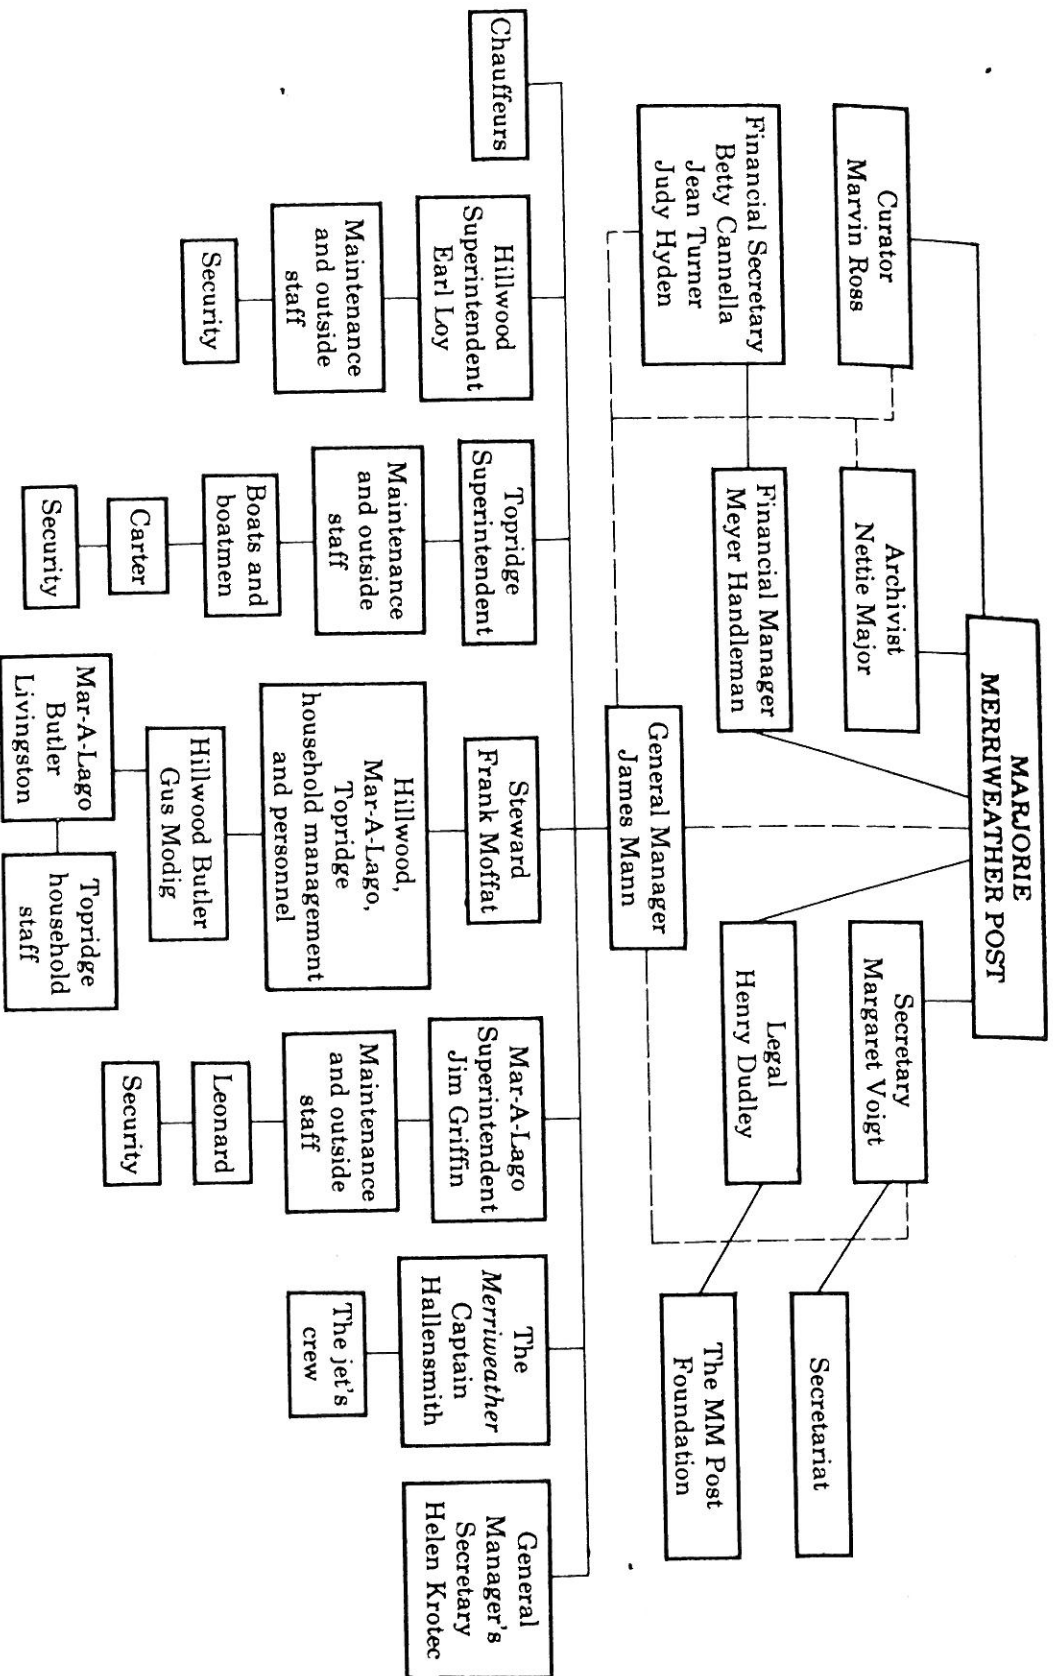 MARJORIE
MERRIWEATHER POST
Curator
Marvin Ross
Archivist
Nettie Major
Secretary
Margaret Voigt
Secretariat
Financial Secretary
Betty Cannella
Jean Turner
Judy Hyden
Financial Manager
Meyer Handleman
Legal
Henry Dudley
The MM Post
Foundation
General Manager
James Mann
Chauffeurs
Hillwood
Superintendent
Earl Loy
Maintenance
and outside
staff
Security
Topridge
Superintendent
Maintenance
and outside
staff
Boats and
boatmen
Carter
Security
Steward
Frank Moffat
Hillwood,
Mar-A-Lago,
Topridge
household management
and personnel
Hillwood Butler
Gus Modig
Mar-A-Lago
Butler
Livingston
Topridge
household
staff
Mar-A-Lago
Superintendent
Jim Griffin
Maintenance
and outside
staff
Leonard
Security
The
Merriweather
Captain
Hallensmith
The jet's
crew
General
Manager's
Secretary
Helen Krotec